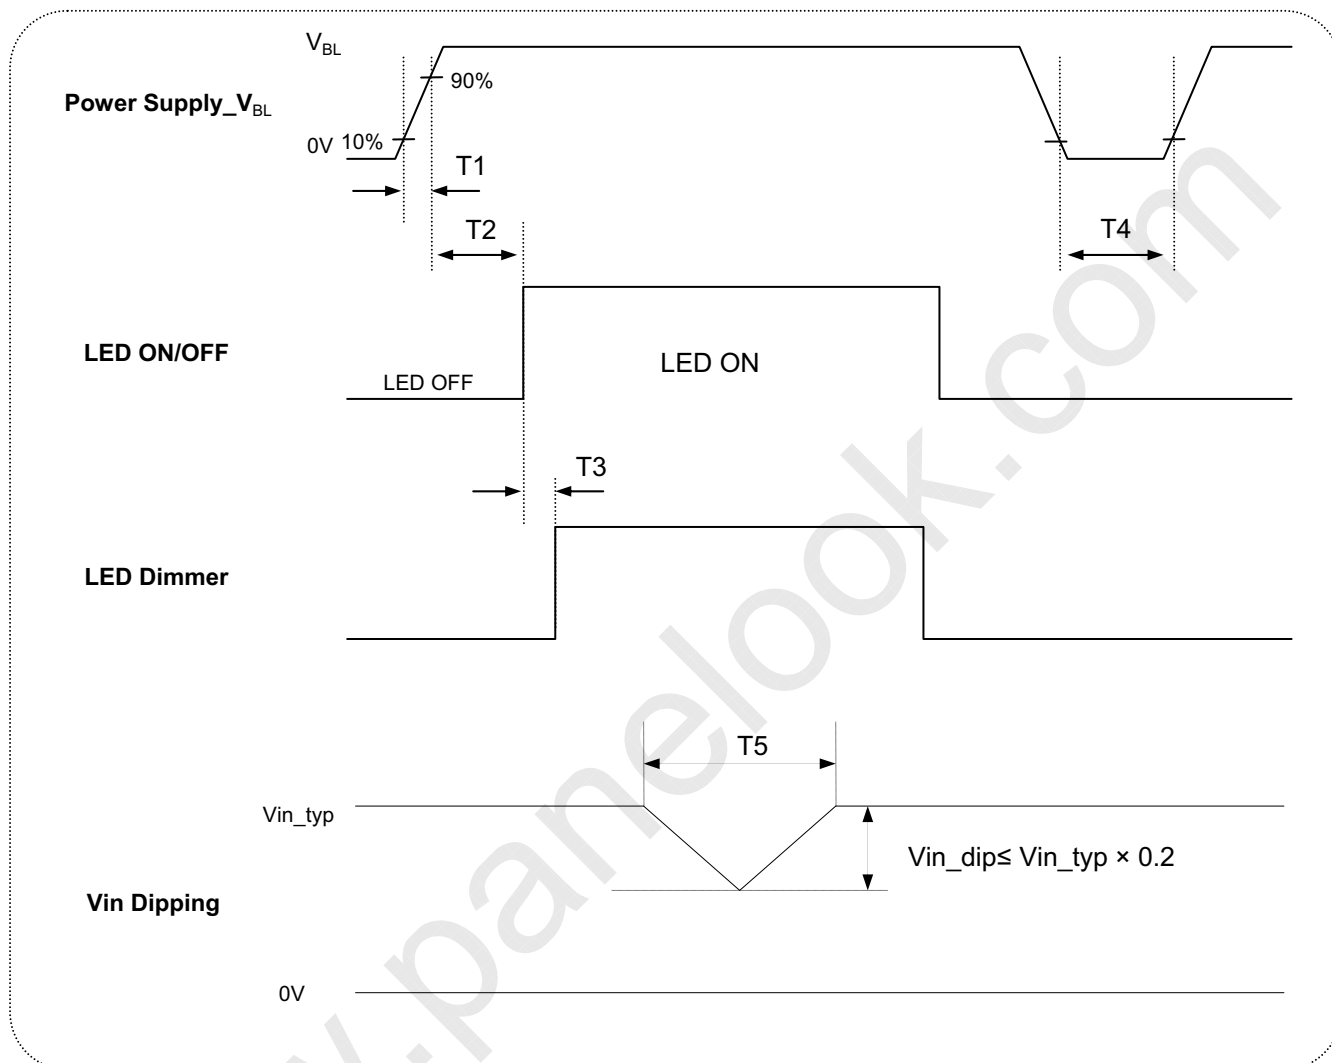 V_BL
90%
Power Supply_V_BL
0V 10%
T1
T2
T4
LED ON/OFF
LED ON
LED OFF
T3
LED Dimmer
T5
Vin_typ
Vin_dip≤ Vin_typ × 0.2
Vin Dipping
0V
www.panelook.com